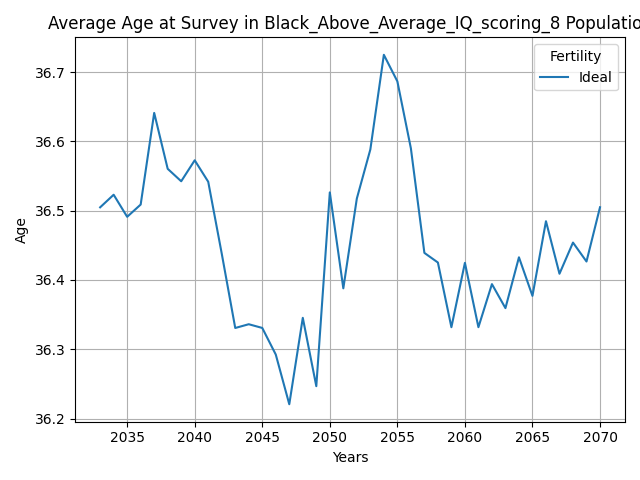 Average Age at Survey in Black_Above_Average_IQ_scoring_8 Populatio
Fertility
Ideal
36.7
36.6
36.5
36.4
36.3
36.2
Age
2035 2040 2045 2050 2055 2060 2065 2070
Years